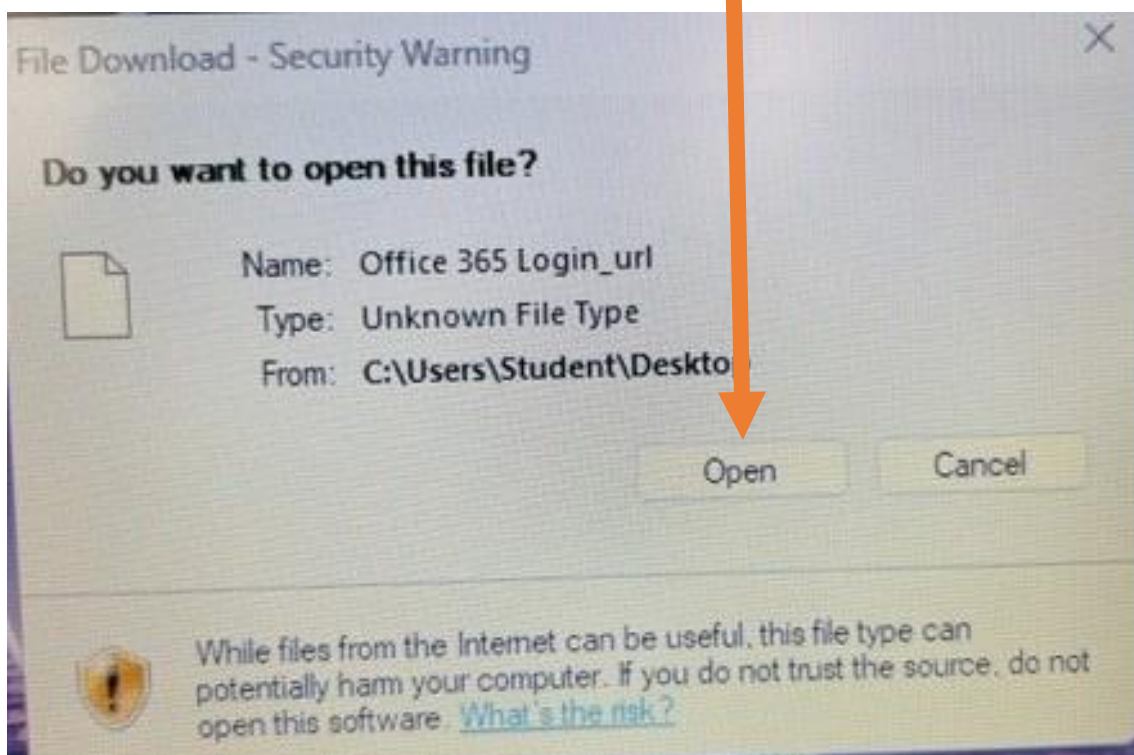 File Download - Security Warning
Do you want to open this file?
Name: Office 365 Login_url
Type: Unknown File Type
From: C:\Users\Student\Desktop
Open
Cancel
While files from the Internet can be useful, this file type can
potentially harm your computer. If you do not trust the source, do not
open this software. What's the risk?